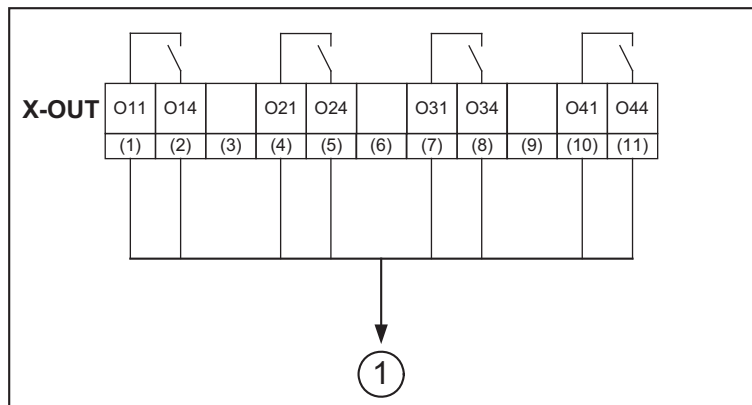 X-OUT O11 O14 O21 O24 O31 O34 O41 O44
(1) (2) (3) (4) (5) (6) (7) (8) (9) (10) (11)
1